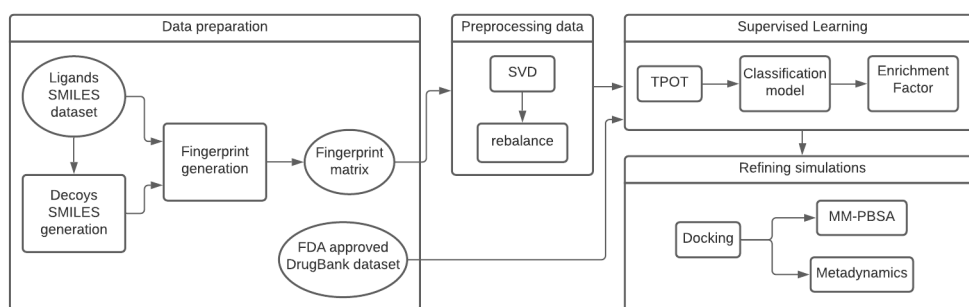 Data preparation
Ligands
SMILES
dataset
Decoys
SMILES
generation
Fingerprint
generation
Fingerprint
matrix
FDA approved
DrugBank dataset
Preprocessing data
SVD
rebalance
Supervised Learning
TPOT
Classification
model
Enrichment
Factor
Refining simulations
Docking
MM-PBSA
Metadynamics